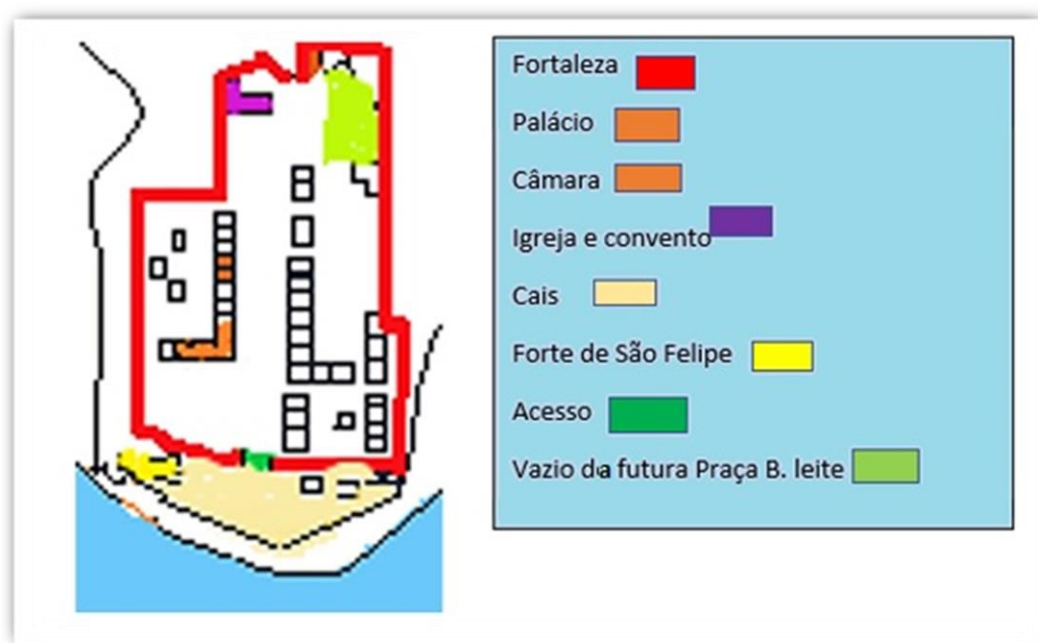 Fortaleza
Palácio
Câmara
Igreja e convento
Cais
Forte de São Felipe
Acesso
Vazio da futura Praça B. leite